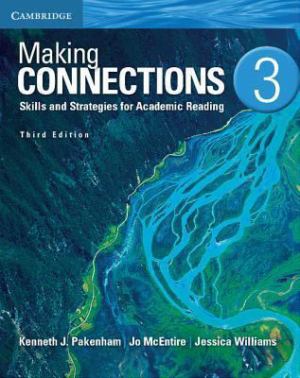 CAMBRIDGE
Making
CONNECTIONS 3
Skills and Strategies for Academic Reading
Third Edition
Kenneth J. Pakenham | Jo McEntire | Jessica Williams